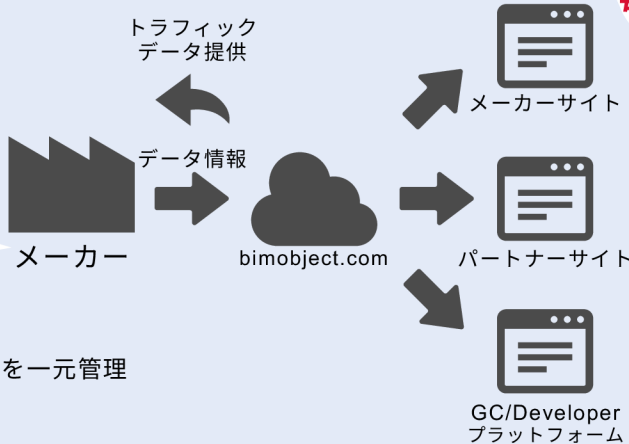 トラフィック
データ提供
メーカーサイト
データ情報
メーカー
bimobject.com
パートナーサイト
を一元管理
GC/Developer
プラットフォーム